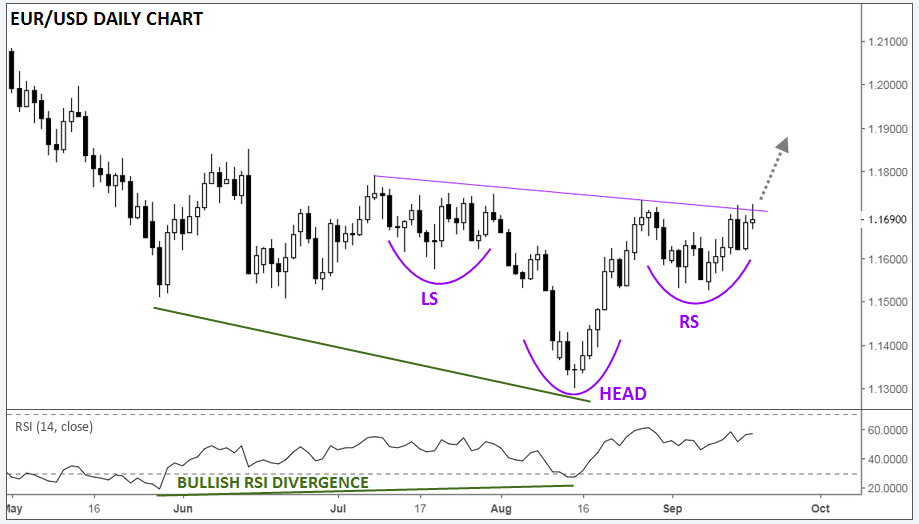 EUR/USD DAILY CHART
1.21000
1.20000
1.19000
1.18000
1.16900
1.16000
1.15000
1.14000
1.13000
LS
RS
HEAD
RSI (14, close)
60.0000
40.0000
20.0000
BULLISH RSI DIVERGENCE
May 16 Jun Jul 17 Aug 16 Sep Oct